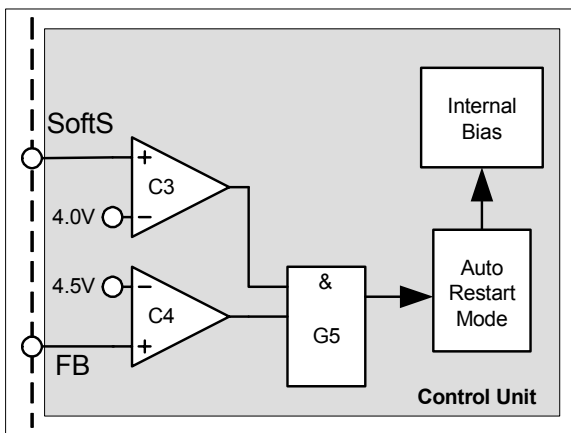 SoftS
+
C3
4.0V
−
4.5V
−
C4
+
FB
&
G5
Internal
Bias
Auto
Restart
Mode
Control Unit